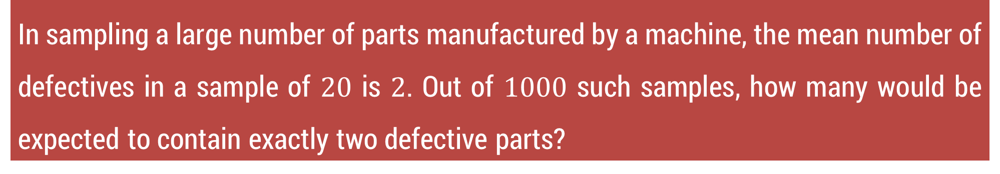 In sampling a large number of parts manufactured by a machine, the mean number of
defectives in a sample of 20 is 2. Out of 1000 such samples, how many would be
expected to contain exactly two defective parts?